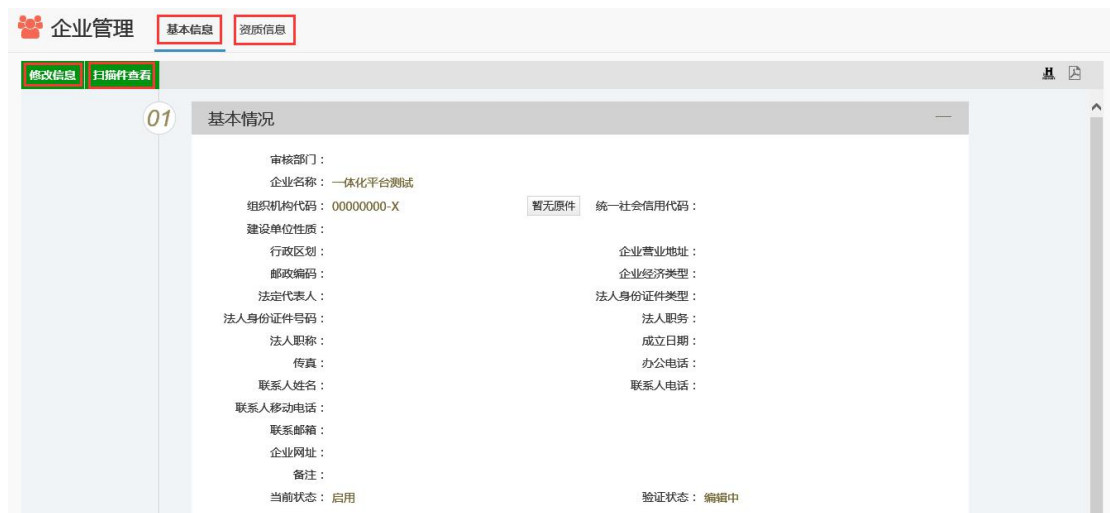 企业管理 基本信息 资质信息
修改信息 扫描件查看
01 基本情况
审核部门：
企业名称： 一体化平台测试
组织机构代码： 00000000-X 暂无原件 统一社会信用代码：
建设单位性质：
行政区划： 企业营业地址：
邮政编码： 企业经济类型：
法定代表人： 法人身份证件类型：
法人身份证件号码： 法人职务：
法人职称： 成立日期：
传真： 办公电话：
联系人姓名： 联系人电话：
联系人移动电话：
联系邮箱：
企业网址：
备注：
当前状态： 启用 验证状态： 编辑中